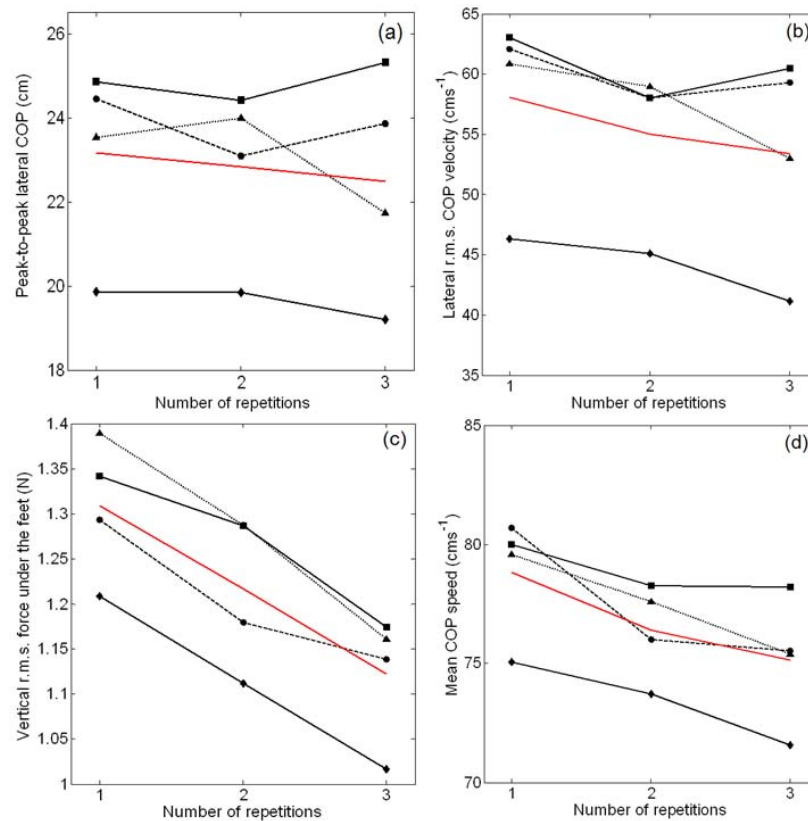 (a)
Peak-to-peak lateral COP (cm)
26
24
22
20
18
1 2 3
Number of repetitions
(b)
Lateral r.m.s. COP velocity (cms⁻¹)
65
60
55
50
45
40
35
1 2 3
Number of repetitions
(c)
Vertical r.m.s. force under the feet (N)
1.4
1.35
1.3
1.25
1.2
1.15
1.1
1.05
1
1 2 3
Number of repetitions
(d)
Mean COP speed (cms⁻¹)
85
80
75
70
1 2 3
Number of repetitions